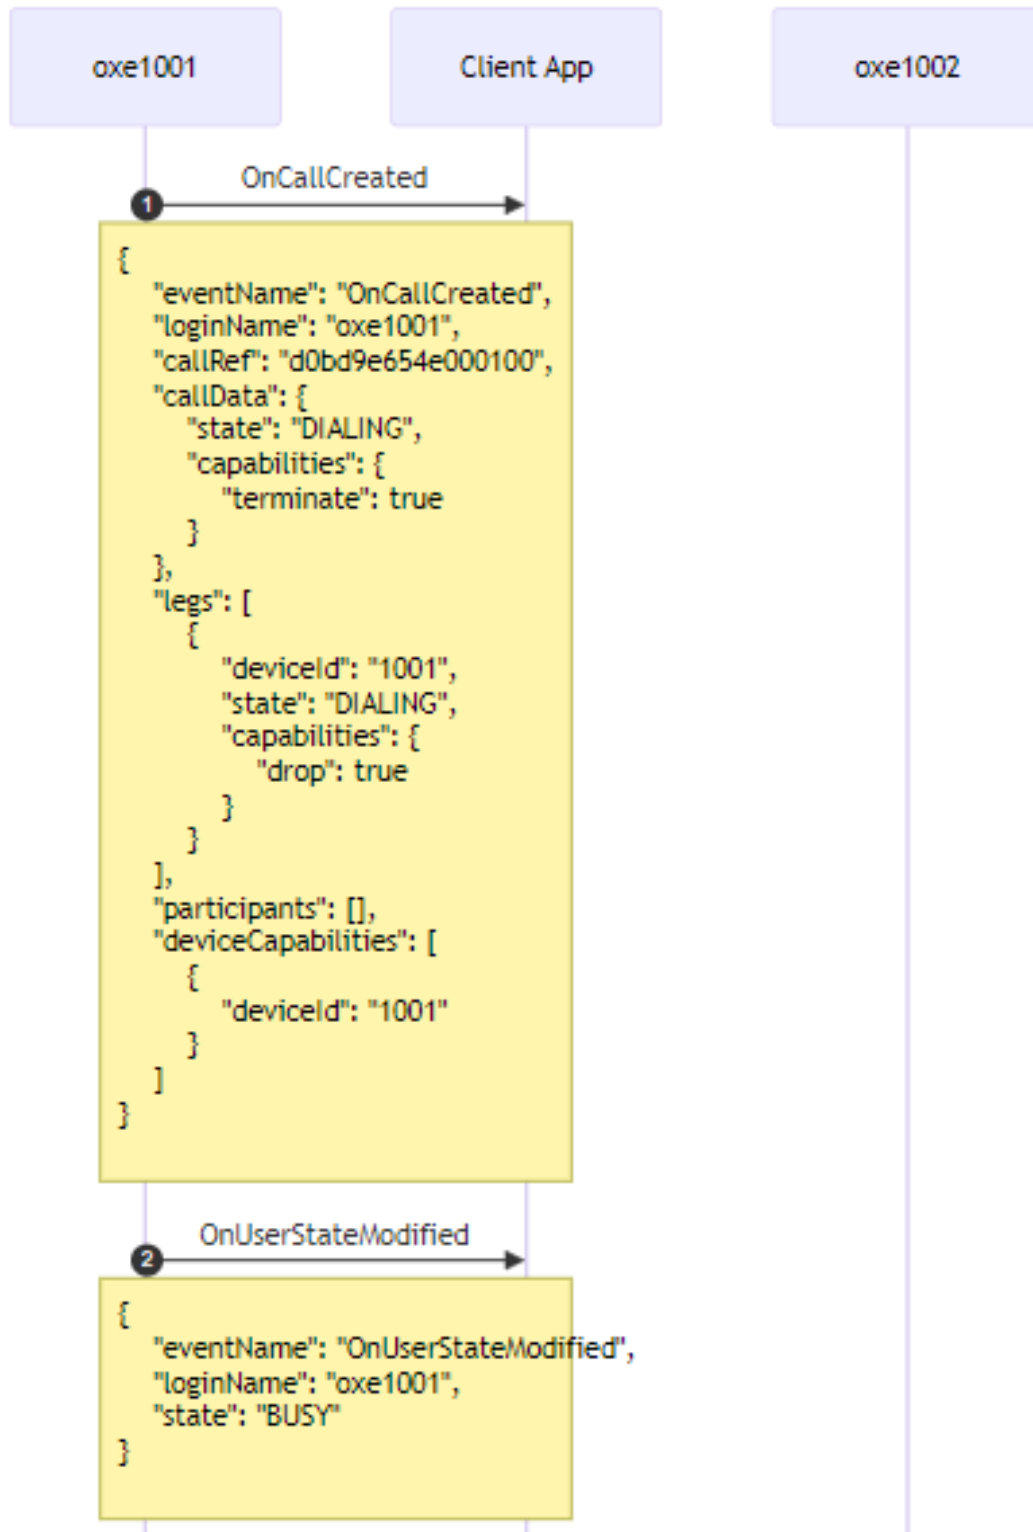 oxe1001
Client App
oxe1002
OnCallCreated
1
{
"eventName": "OnCallCreated",
"loginName": "oxe1001",
"callRef": "d0bd9e654e000100",
"callData": {
"state": "DIALING",
"capabilities": {
"terminate": true
}
},
"legs": [
{
"deviceId": "1001",
"state": "DIALING",
"capabilities": {
"drop": true
}
}
],
"participants": [],
"deviceCapabilities": [
{
"deviceId": "1001"
}
]
}
OnUserStateModified
2
{
"eventName": "OnUserStateModified",
"loginName": "oxe1001",
"state": "BUSY"
}